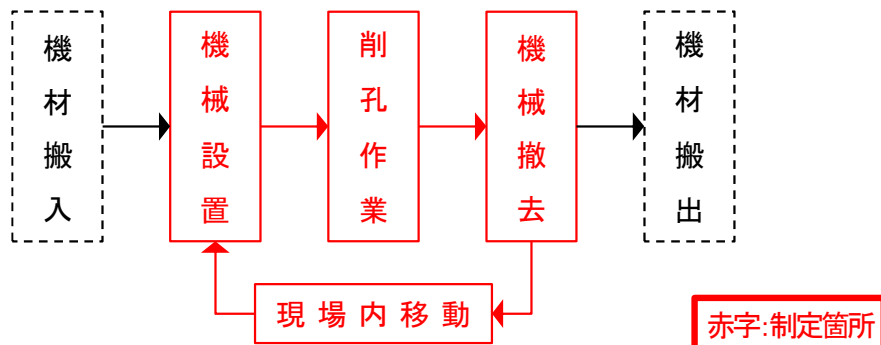 機材搬入
機械設置
削孔作業
機械撤去
機材搬出
現場内移動
赤字:制定箇所